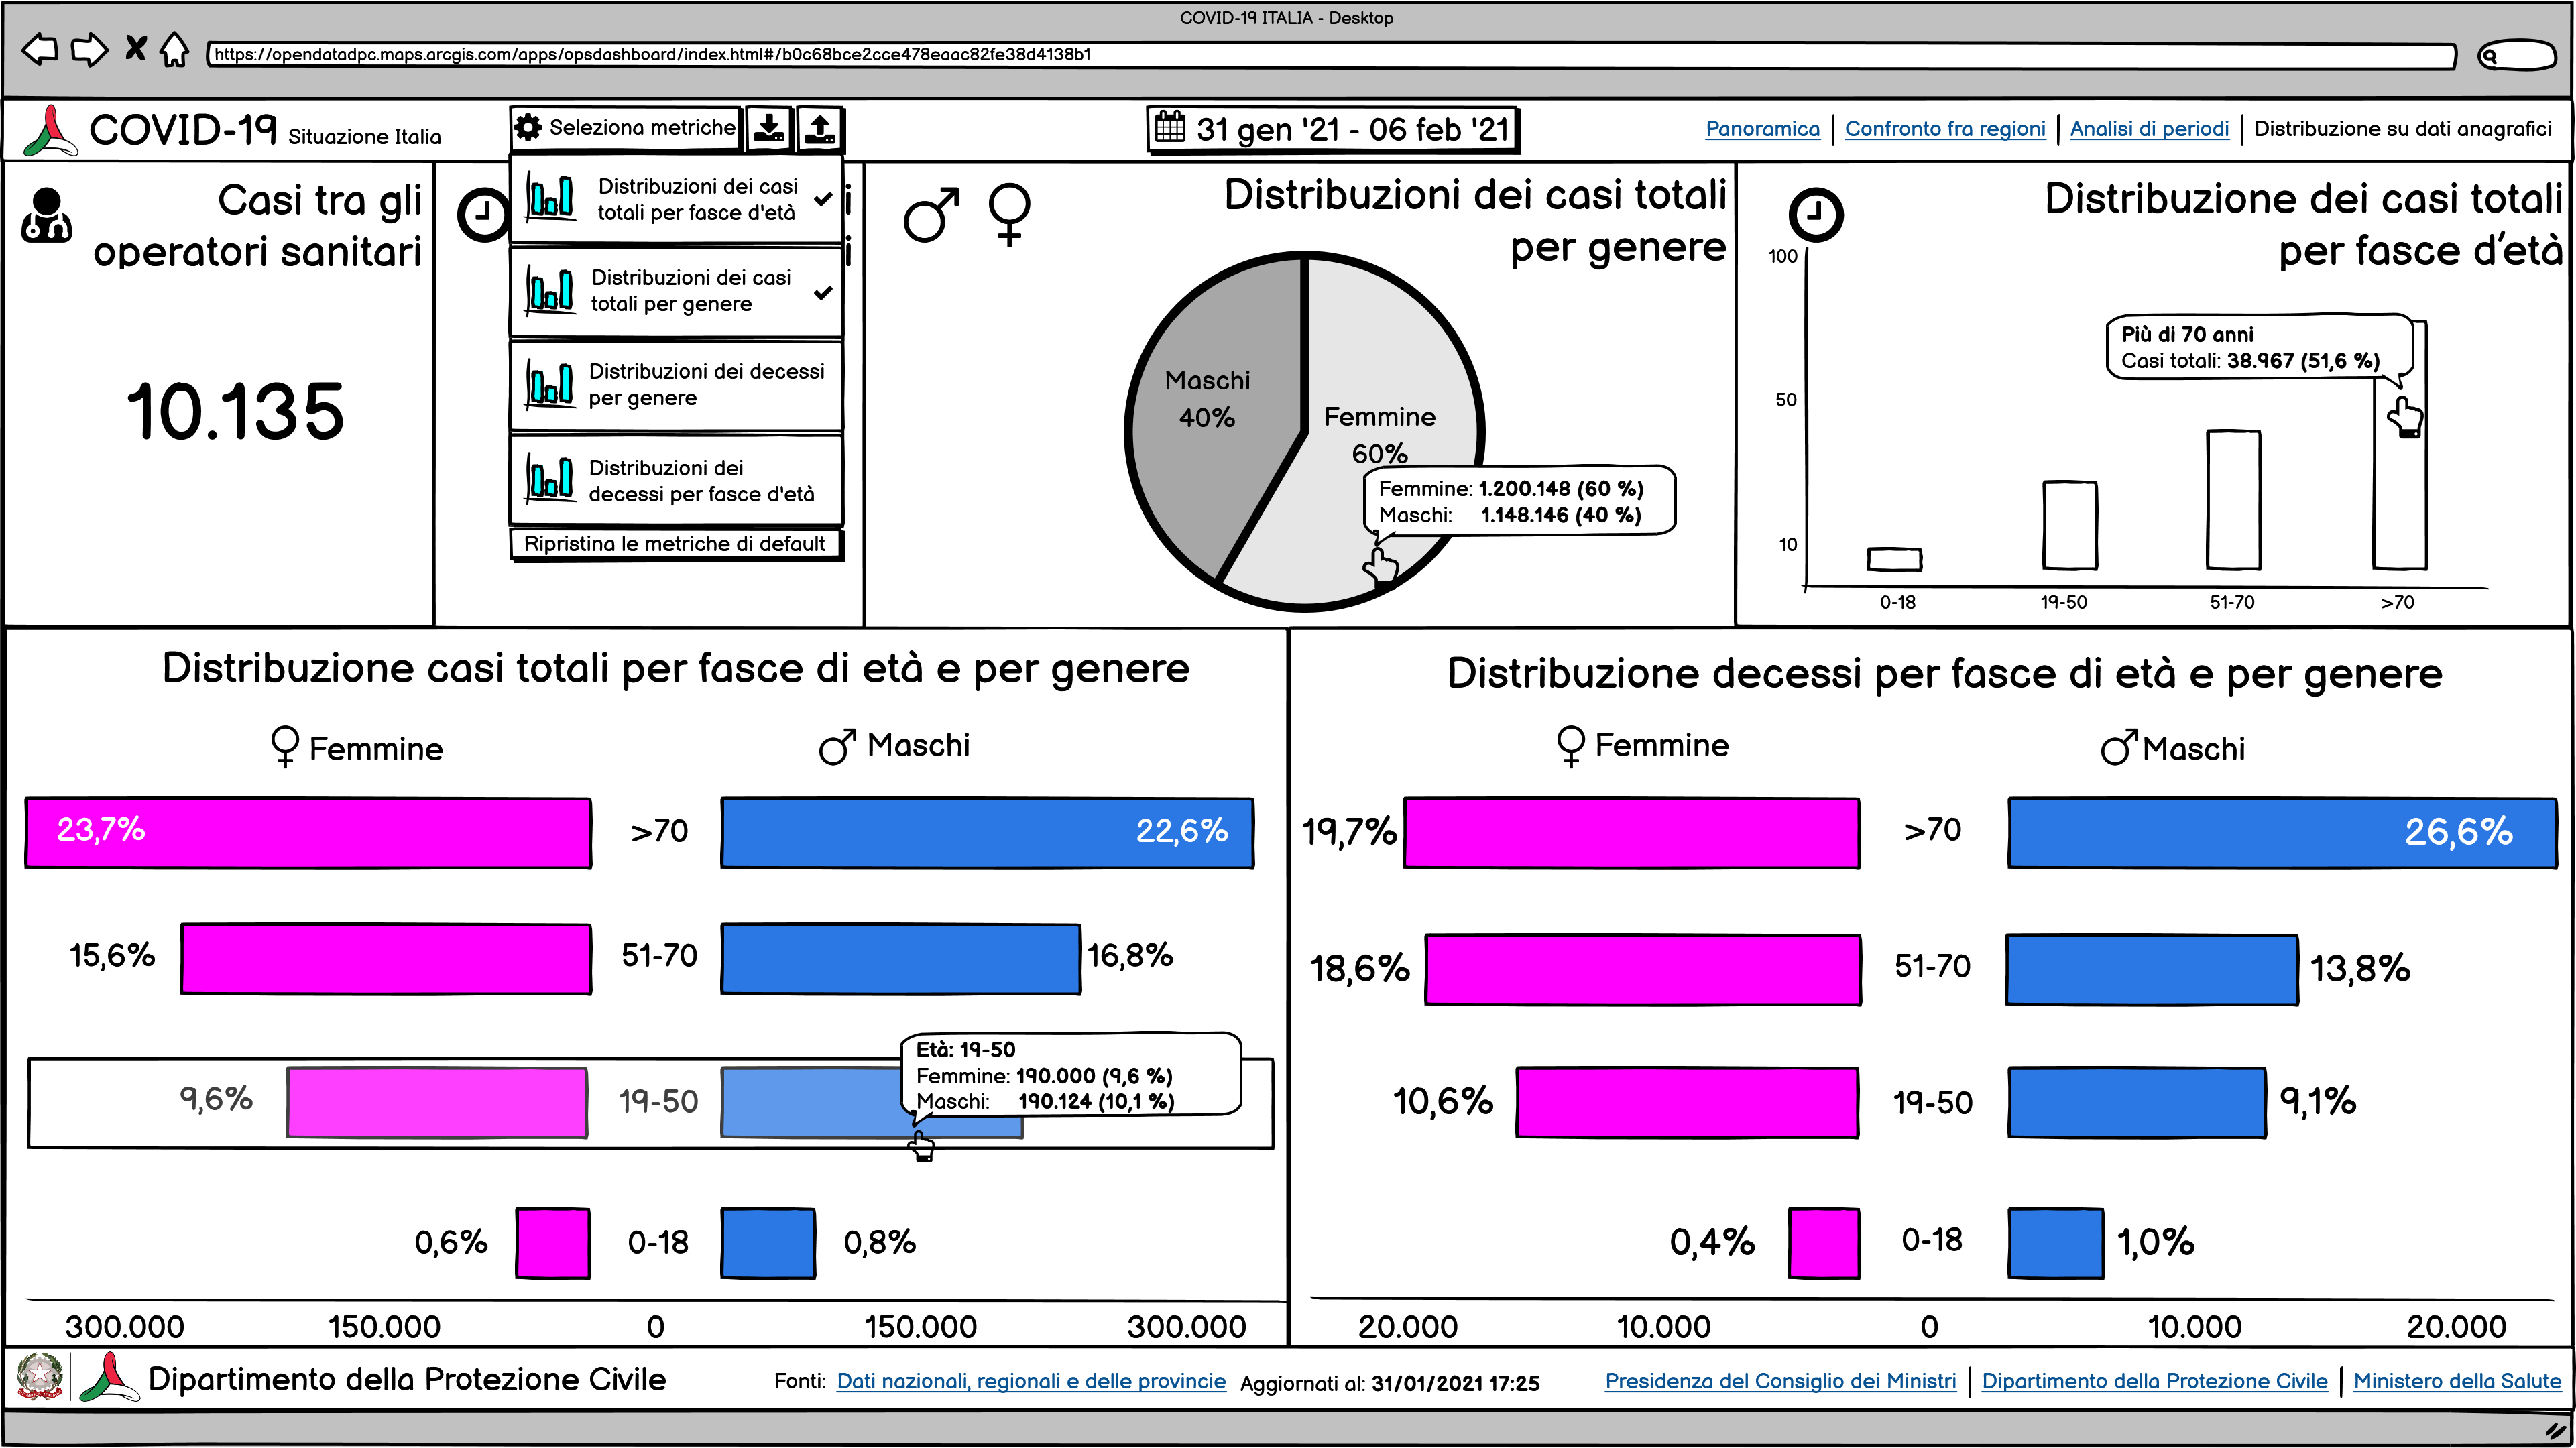 COVID-19 ITALIA - Desktop
https://opendatadpc.maps.arcgis.com/apps/opsdashboard/index.html#/b0c68bce2cce478eaac82fe38d4138b1
COVID-19 Situazione Italia
Seleziona metriche
31 gen '21 - 06 feb '21
Panoramica | Confronto fra regioni | Analisi di periodi | Distribuzione su dati anagrafici
Casi tra gli
operatori sanitari
10.135
Distribuzioni dei casi
totali per fasce d'età
Distribuzioni dei casi
totali per genere
Distribuzioni dei decessi
per genere
Distribuzioni dei
decessi per fasce d'età
Ripristina le metriche di default
i
i
Distribuzioni dei casi totali
per genere
Maschi
40%
Femmine
60%
Femmine: 1.200.148 (60 %)
Maschi: 1.148.146 (40 %)
Distribuzione dei casi totali
per fasce d'età
100
50
10
Più di 70 anni
Casi totali: 38.967 (51,6 %)
0-18 19-50 51-70 >70
Distribuzione casi totali per fasce di età e per genere
Femmine Maschi
23,7% >70 22,6%
15,6% 51-70 16,8%
9,6% 19-50
Età: 19-50
Femmine: 190.000 (9,6 %)
Maschi: 190.124 (10,1 %)
0,6% 0-18 0,8%
300.000 150.000 0 150.000 300.000
Distribuzione decessi per fasce di età e per genere
Femmine Maschi
19,7% >70 26,6%
18,6% 51-70 13,8%
10,6% 19-50 9,1%
0,4% 0-18 1,0%
20.000 10.000 0 10.000 20.000
Dipartimento della Protezione Civile
Fonti: Dati nazionali, regionali e delle provincie Aggiornati al: 31/01/2021 17:25
Presidenza del Consiglio dei Ministri | Dipartimento della Protezione Civile | Ministero della Salute